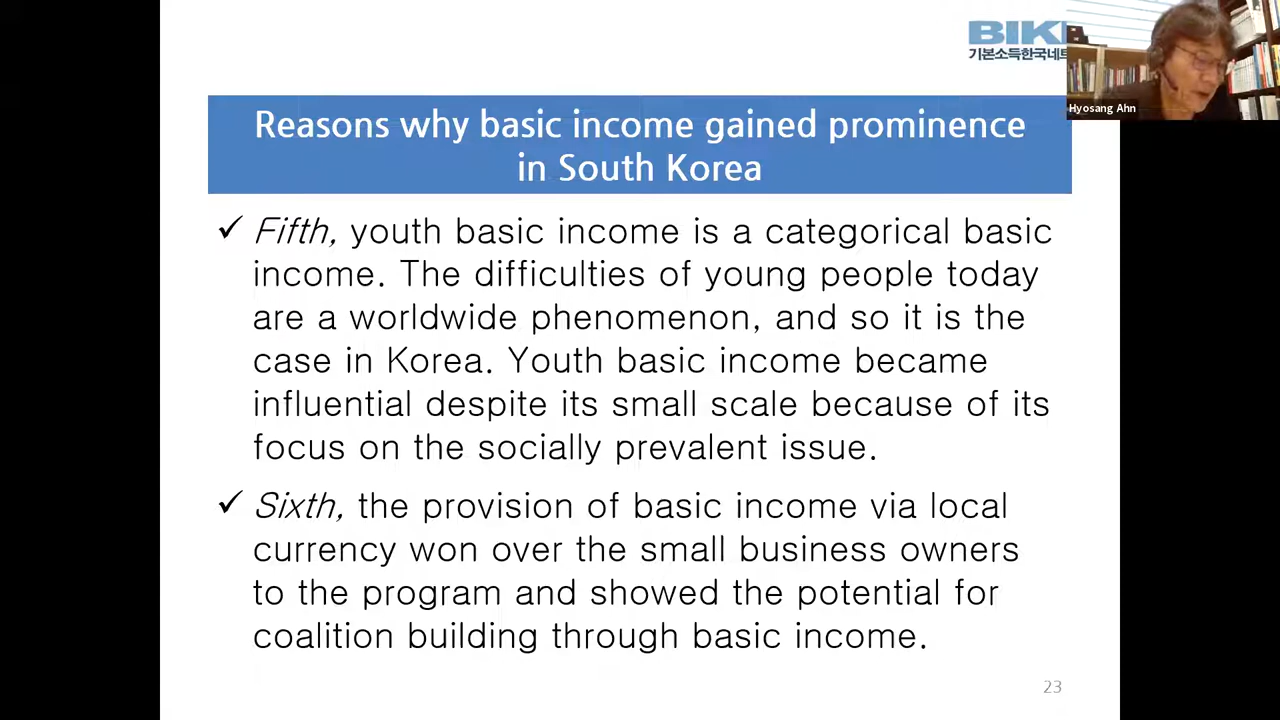 BIK
기본소득한국네트
Hyosang Ahn
Reasons why basic income gained prominence
in South Korea
✓ Fifth, youth basic income is a categorical basic
income. The difficulties of young people today
are a worldwide phenomenon, and so it is the
case in Korea. Youth basic income became
influential despite its small scale because of its
focus on the socially prevalent issue.
✓ Sixth, the provision of basic income via local
currency won over the small business owners
to the program and showed the potential for
coalition building through basic income.
23